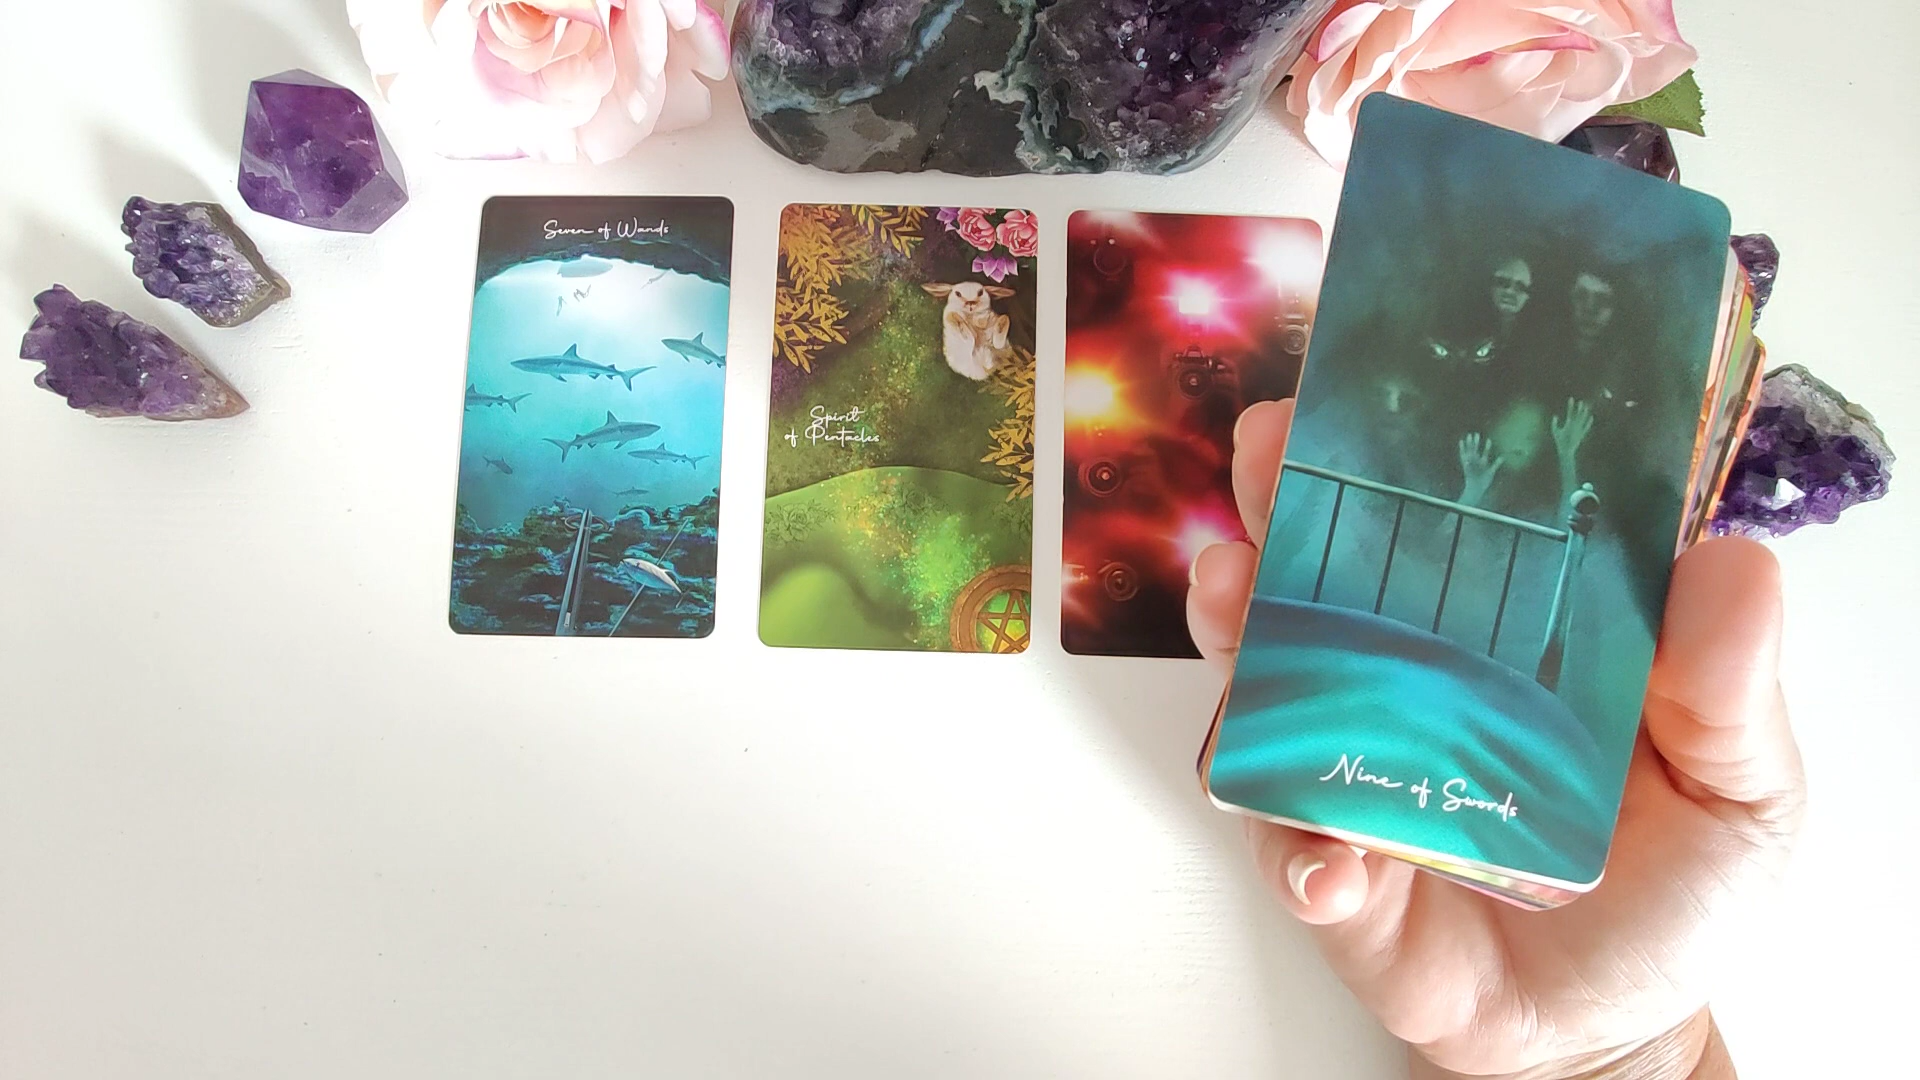 Seven of Wands
Spirit
of Pentacles
Nine of Swords